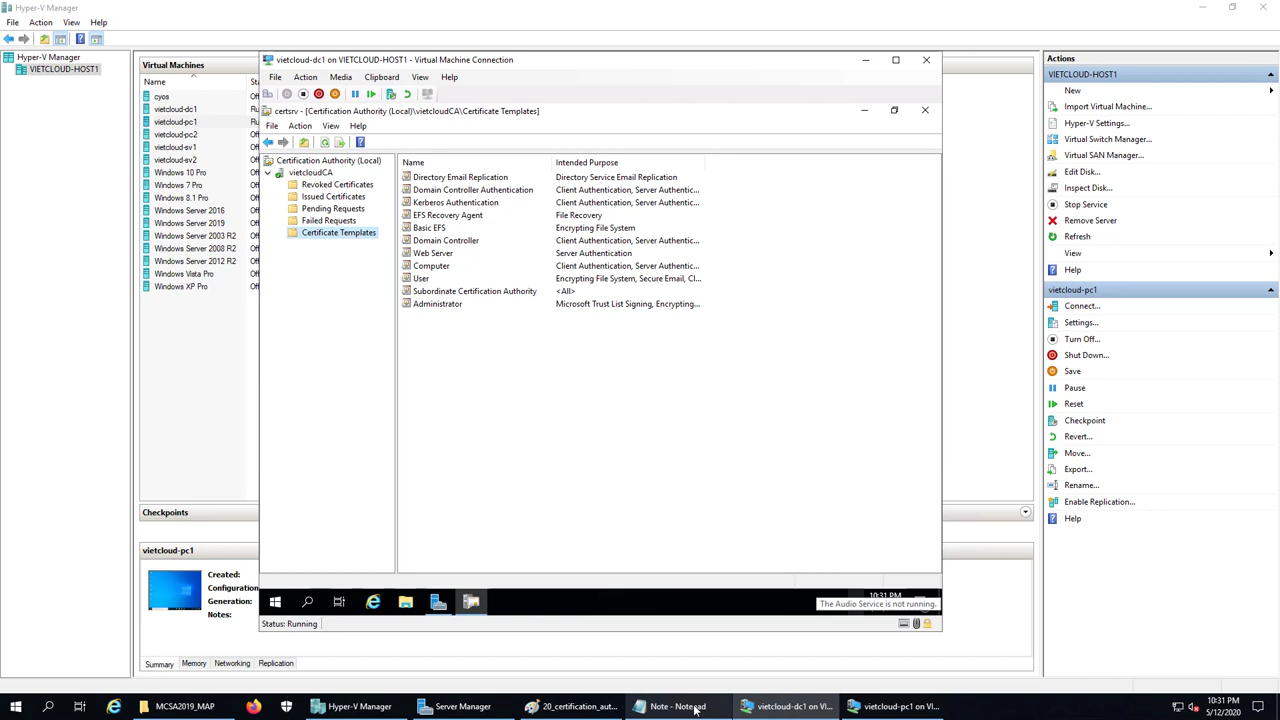 Hyper-V Manager
File Action View Help
Hyper-V Manager
VIETCLOUD-HOST1
Virtual Machines
Name
cyos
vietcloud-dc1
vietcloud-pc1
vietcloud-pc2
vietcloud-sv1
vietcloud-sv2
Windows 10 Pro
Windows 7 Pro
Windows 8.1 Pro
Windows Server 2016
Windows Server 2019
Windows Server 2003 R2
Windows Server 2008 R2
Windows Server 2012 R2
Windows Vista Pro
Windows XP Pro
Checkpoints
vietcloud-pc1
Created:
Configuration
Generation:
Notes:
Summary Memory Networking Replication
vietcloud-dc1 on VIETCLOUD-HOST1 - Virtual Machine Connection
File Action Media Clipboard View Help
certsrv - [Certification Authority (Local)\vietcloudCA\Certificate Templates]
File Action View Help
Certification Authority (Local)
vietcloudCA
Revoked Certificates
Issued Certificates
Pending Requests
Failed Requests
Certificate Templates
Name Intended Purpose
Directory Email Replication Directory Service Email Replication
Domain Controller Authentication Client Authentication, Server Authentic...
Kerberos Authentication Client Authentication, Server Authentic...
EFS Recovery Agent File Recovery
Basic EFS Encrypting File System
Domain Controller Client Authentication, Server Authentic...
Web Server Server Authentication
Computer Client Authentication, Server Authentic...
User Encrypting File System, Secure Email, Cl...
Subordinate Certification Authority <All>
Administrator Microsoft Trust List Signing, Encrypting...
10:31 PM
The Audio Service is not running.
Status: Running
Actions
VIETCLOUD-HOST1
New
Import Virtual Machine...
Hyper-V Settings...
Virtual Switch Manager...
Virtual SAN Manager...
Edit Disk...
Inspect Disk...
Stop Service
Remove Server
Refresh
View
Help
vietcloud-pc1
Connect...
Settings...
Turn Off...
Shut Down...
Save
Pause
Reset
Checkpoint
Revert...
Move...
Export...
Rename...
Enable Replication...
Help
MCSA2019_MAP
Hyper-V Manager
Server Manager
20_certification_aut...
Note - Notepad
vietcloud-dc1 on VI...
vietcloud-pc1 on VI...
10:31 PM
5/12/2020